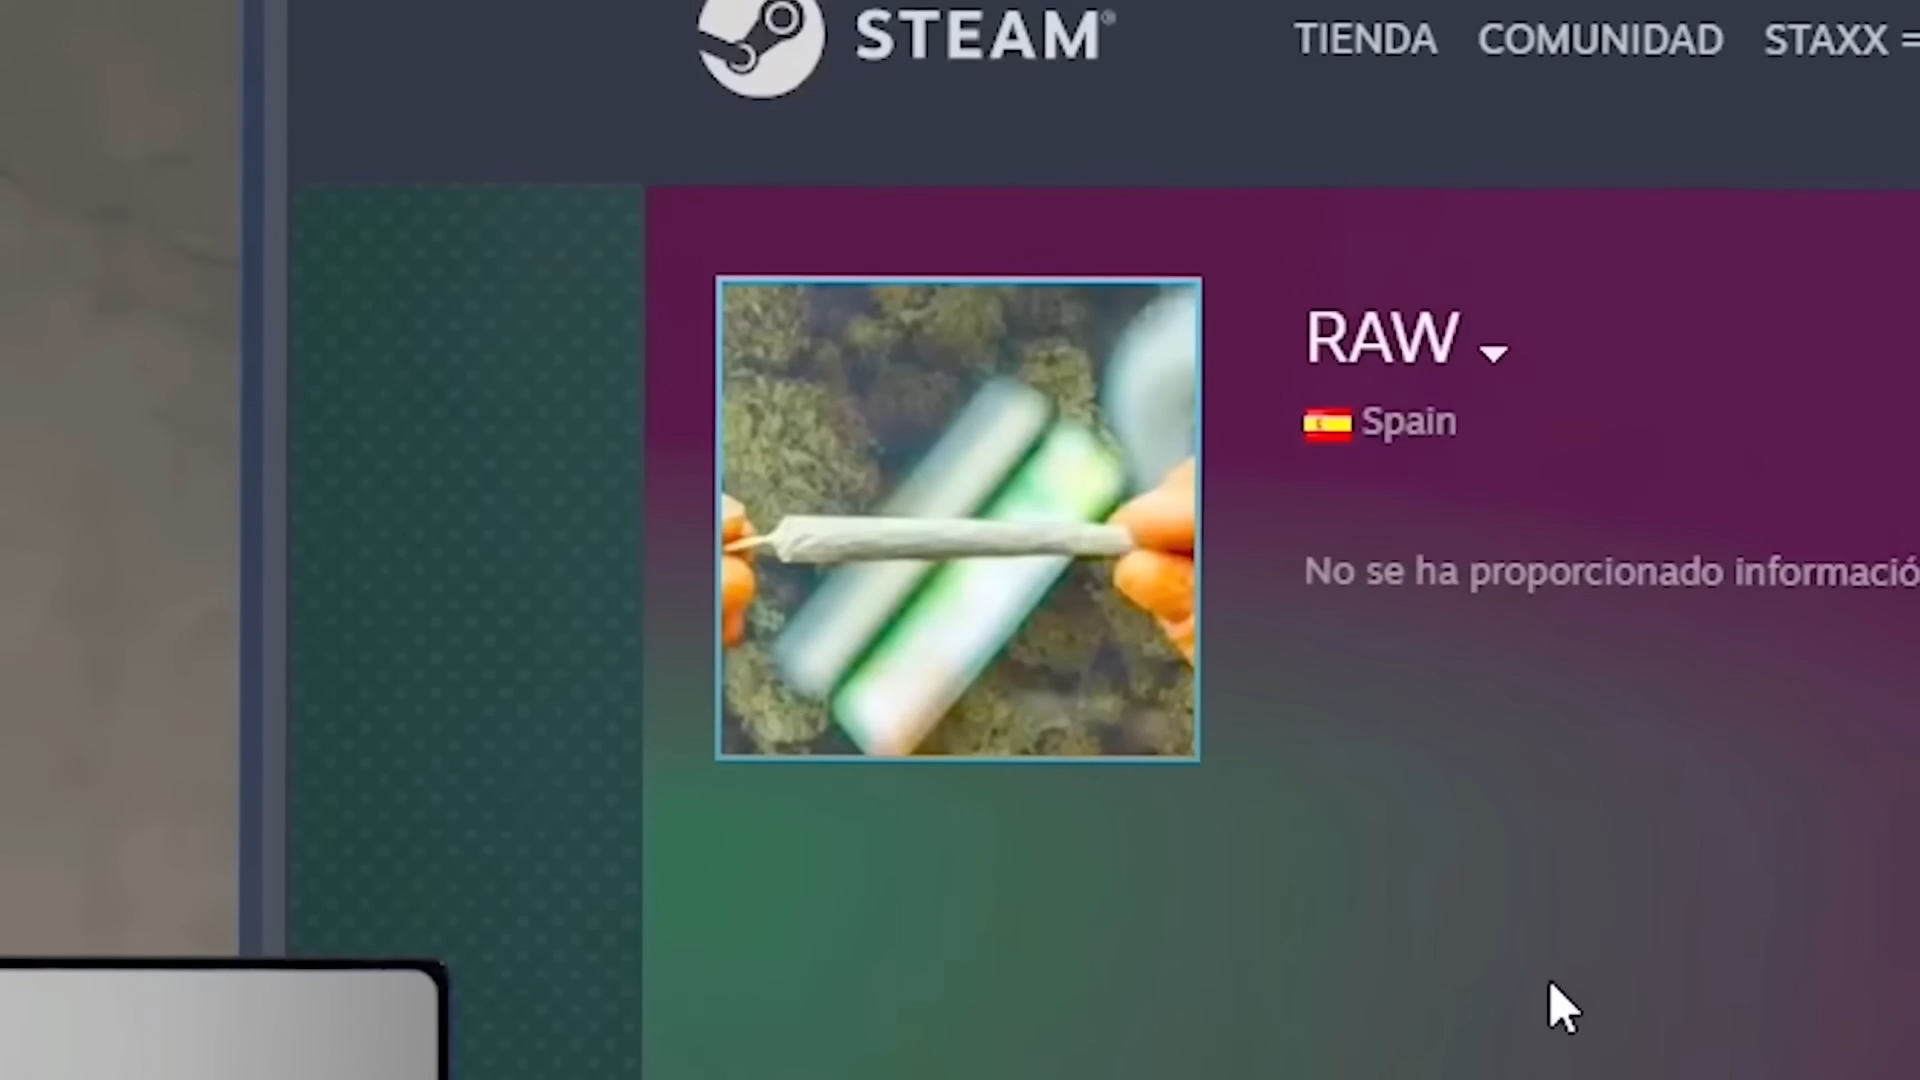 STEAM®
TIENDA COMUNIDAD STAXX
RAW
Spain
No se ha proporcionado informació